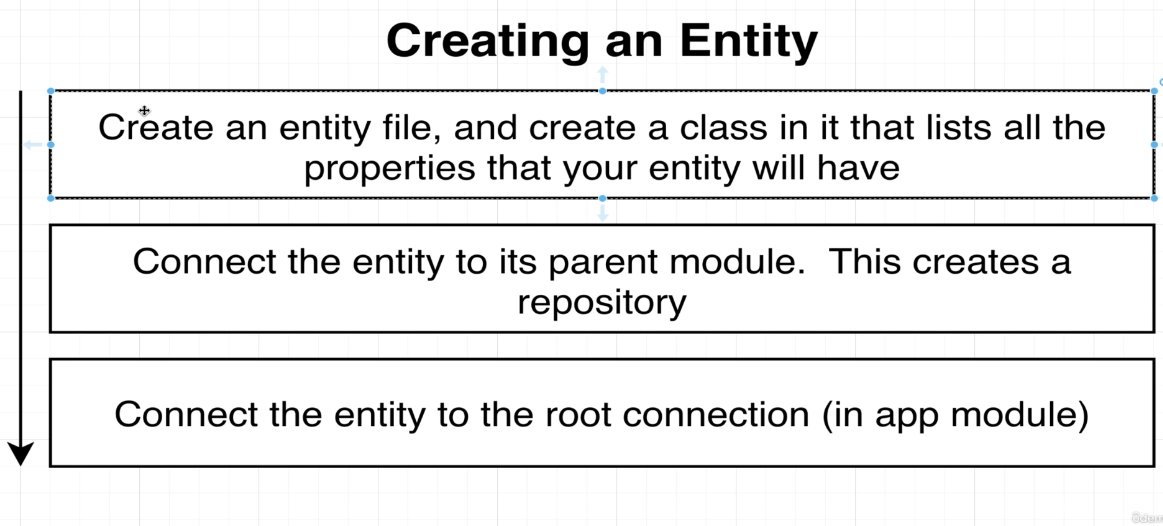 Creating an Entity
Create an entity file, and create a class in it that lists all the
properties that your entity will have
Connect the entity to its parent module.  This creates a
repository
Connect the entity to the root connection (in app module)